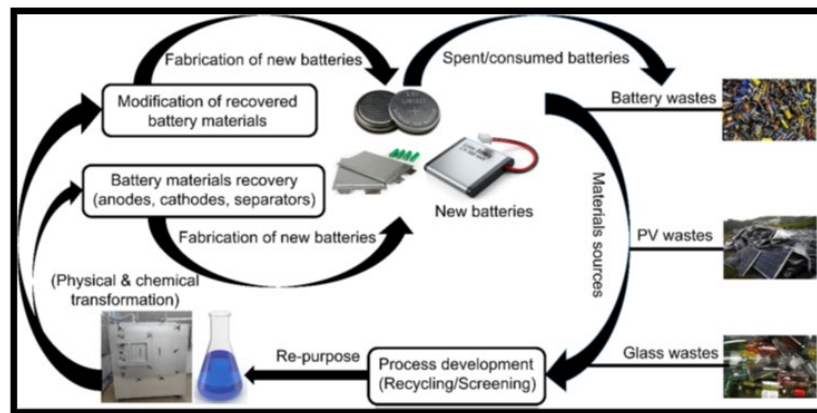 Fabrication of new batteries
Spent/consumed batteries
Modification of recovered
battery materials
Battery wastes
Battery materials recovery
(anodes, cathodes, separators)
New batteries
Materials sources
Fabrication of new batteries
PV wastes
(Physical & chemical
transformation)
Glass wastes
Re-purpose
Process development
(Recycling/Screening)